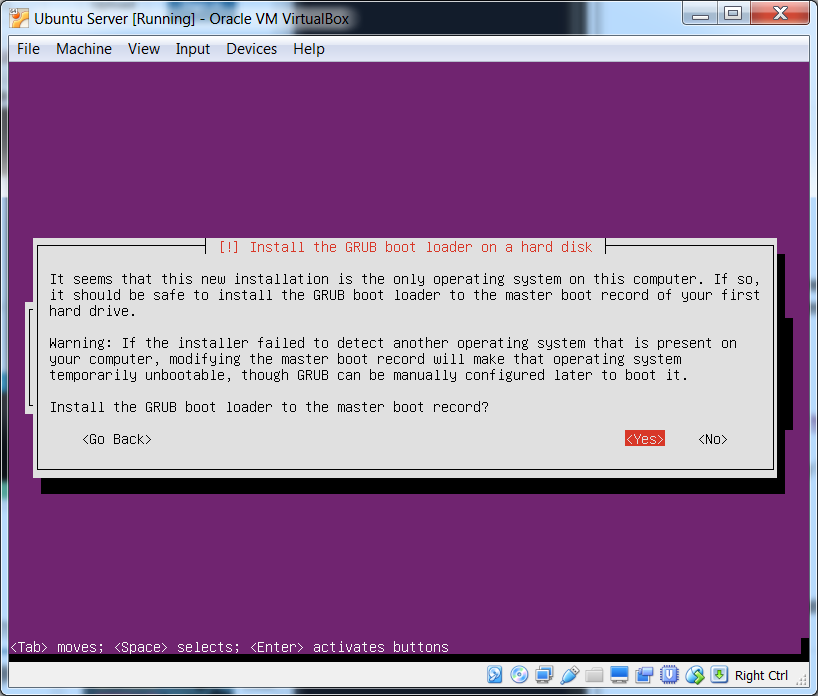 Ubuntu Server [Running] - Oracle VM VirtualBox
File Machine View Input Devices Help
[!] Install the GRUB boot loader on a hard disk
It seems that this new installation is the only operating system on this computer. If so,
it should be safe to install the GRUB boot loader to the master boot record of your first
hard drive.
Warning: If the installer failed to detect another operating system that is present on
your computer, modifying the master boot record will make that operating system
temporarily unbootable, though GRUB can be manually configured later to boot it.
Install the GRUB boot loader to the master boot record?
<Go Back> <Yes> <No>
<Tab> moves; <Space> selects; <Enter> activates buttons
Right Ctrl